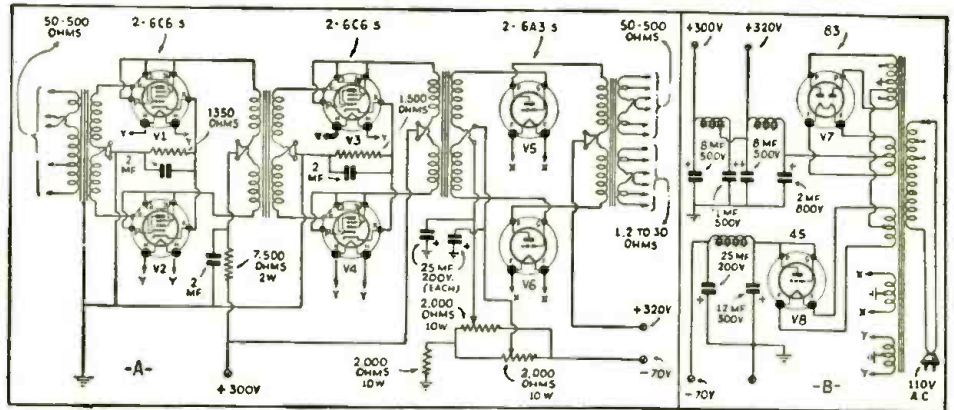 50-500
OHMS
2-6C6 S
2-6C6 S
2-6A3 S
50-500
OHMS
1350
OHMS
1,500
OHMS
V1
V3
V5
Y
Y
Y
Y
X
2
MF
2
MF
V2
V4
V6
Y
Y
Y
Y
X
2
MF
7,500
OHMS
2W
25 MF
200V.
(EACH)
1.2 TO 30
OHMS
2,000
OHMS
10W
2,000
OHMS
10W
2,000
OHMS
10W
+320V
-70V
-A-
+300V
+300V
+320V
83
V7
8 MF
500V
8 MF
500V
1 MF
500V
2 MF
800V
45
V8
25 MF
200V
12 MF
300V
X
X
Y
Y
-70V
-B-
110V
A.C